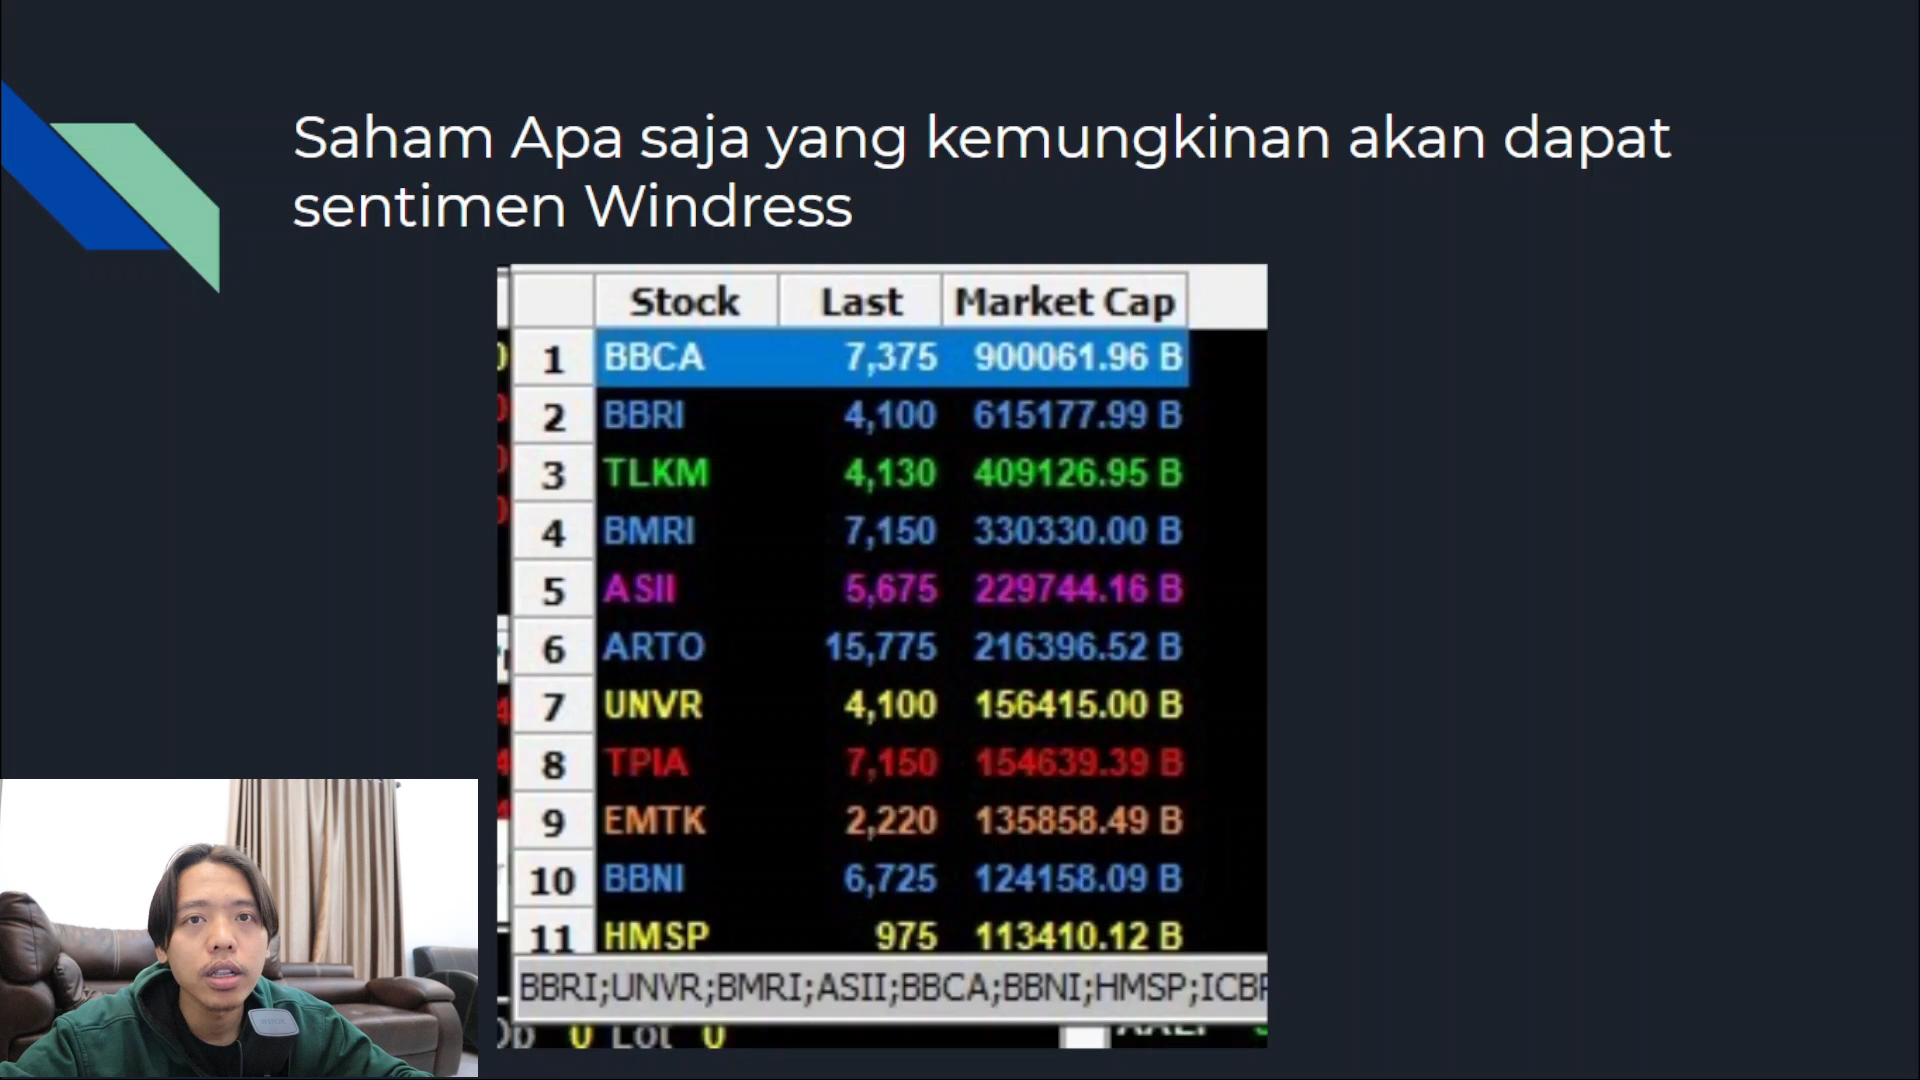 Saham Apa saja yang kemungkinan akan dapat
sentimen Windress
Stock Last Market Cap
1 BBCA 7,375 900061.96 B
2 BBRI 4,100 615177.99 B
3 TLKM 4,130 409126.95 B
4 BMRI 7,150 330330.00 B
5 ASII 5,675 229744.16 B
6 ARTO 15,775 216396.52 B
7 UNVR 4,100 156415.00 B
8 TPIA 7,150 154639.39 B
9 EMTK 2,220 135858.49 B
10 BBNI 6,725 124158.09 B
11 HMSP 975 113410.12 B
BBRI;UNVR;BMRI;ASII;BBCA;BBNI;HMSP;ICBP
0 Lot 0